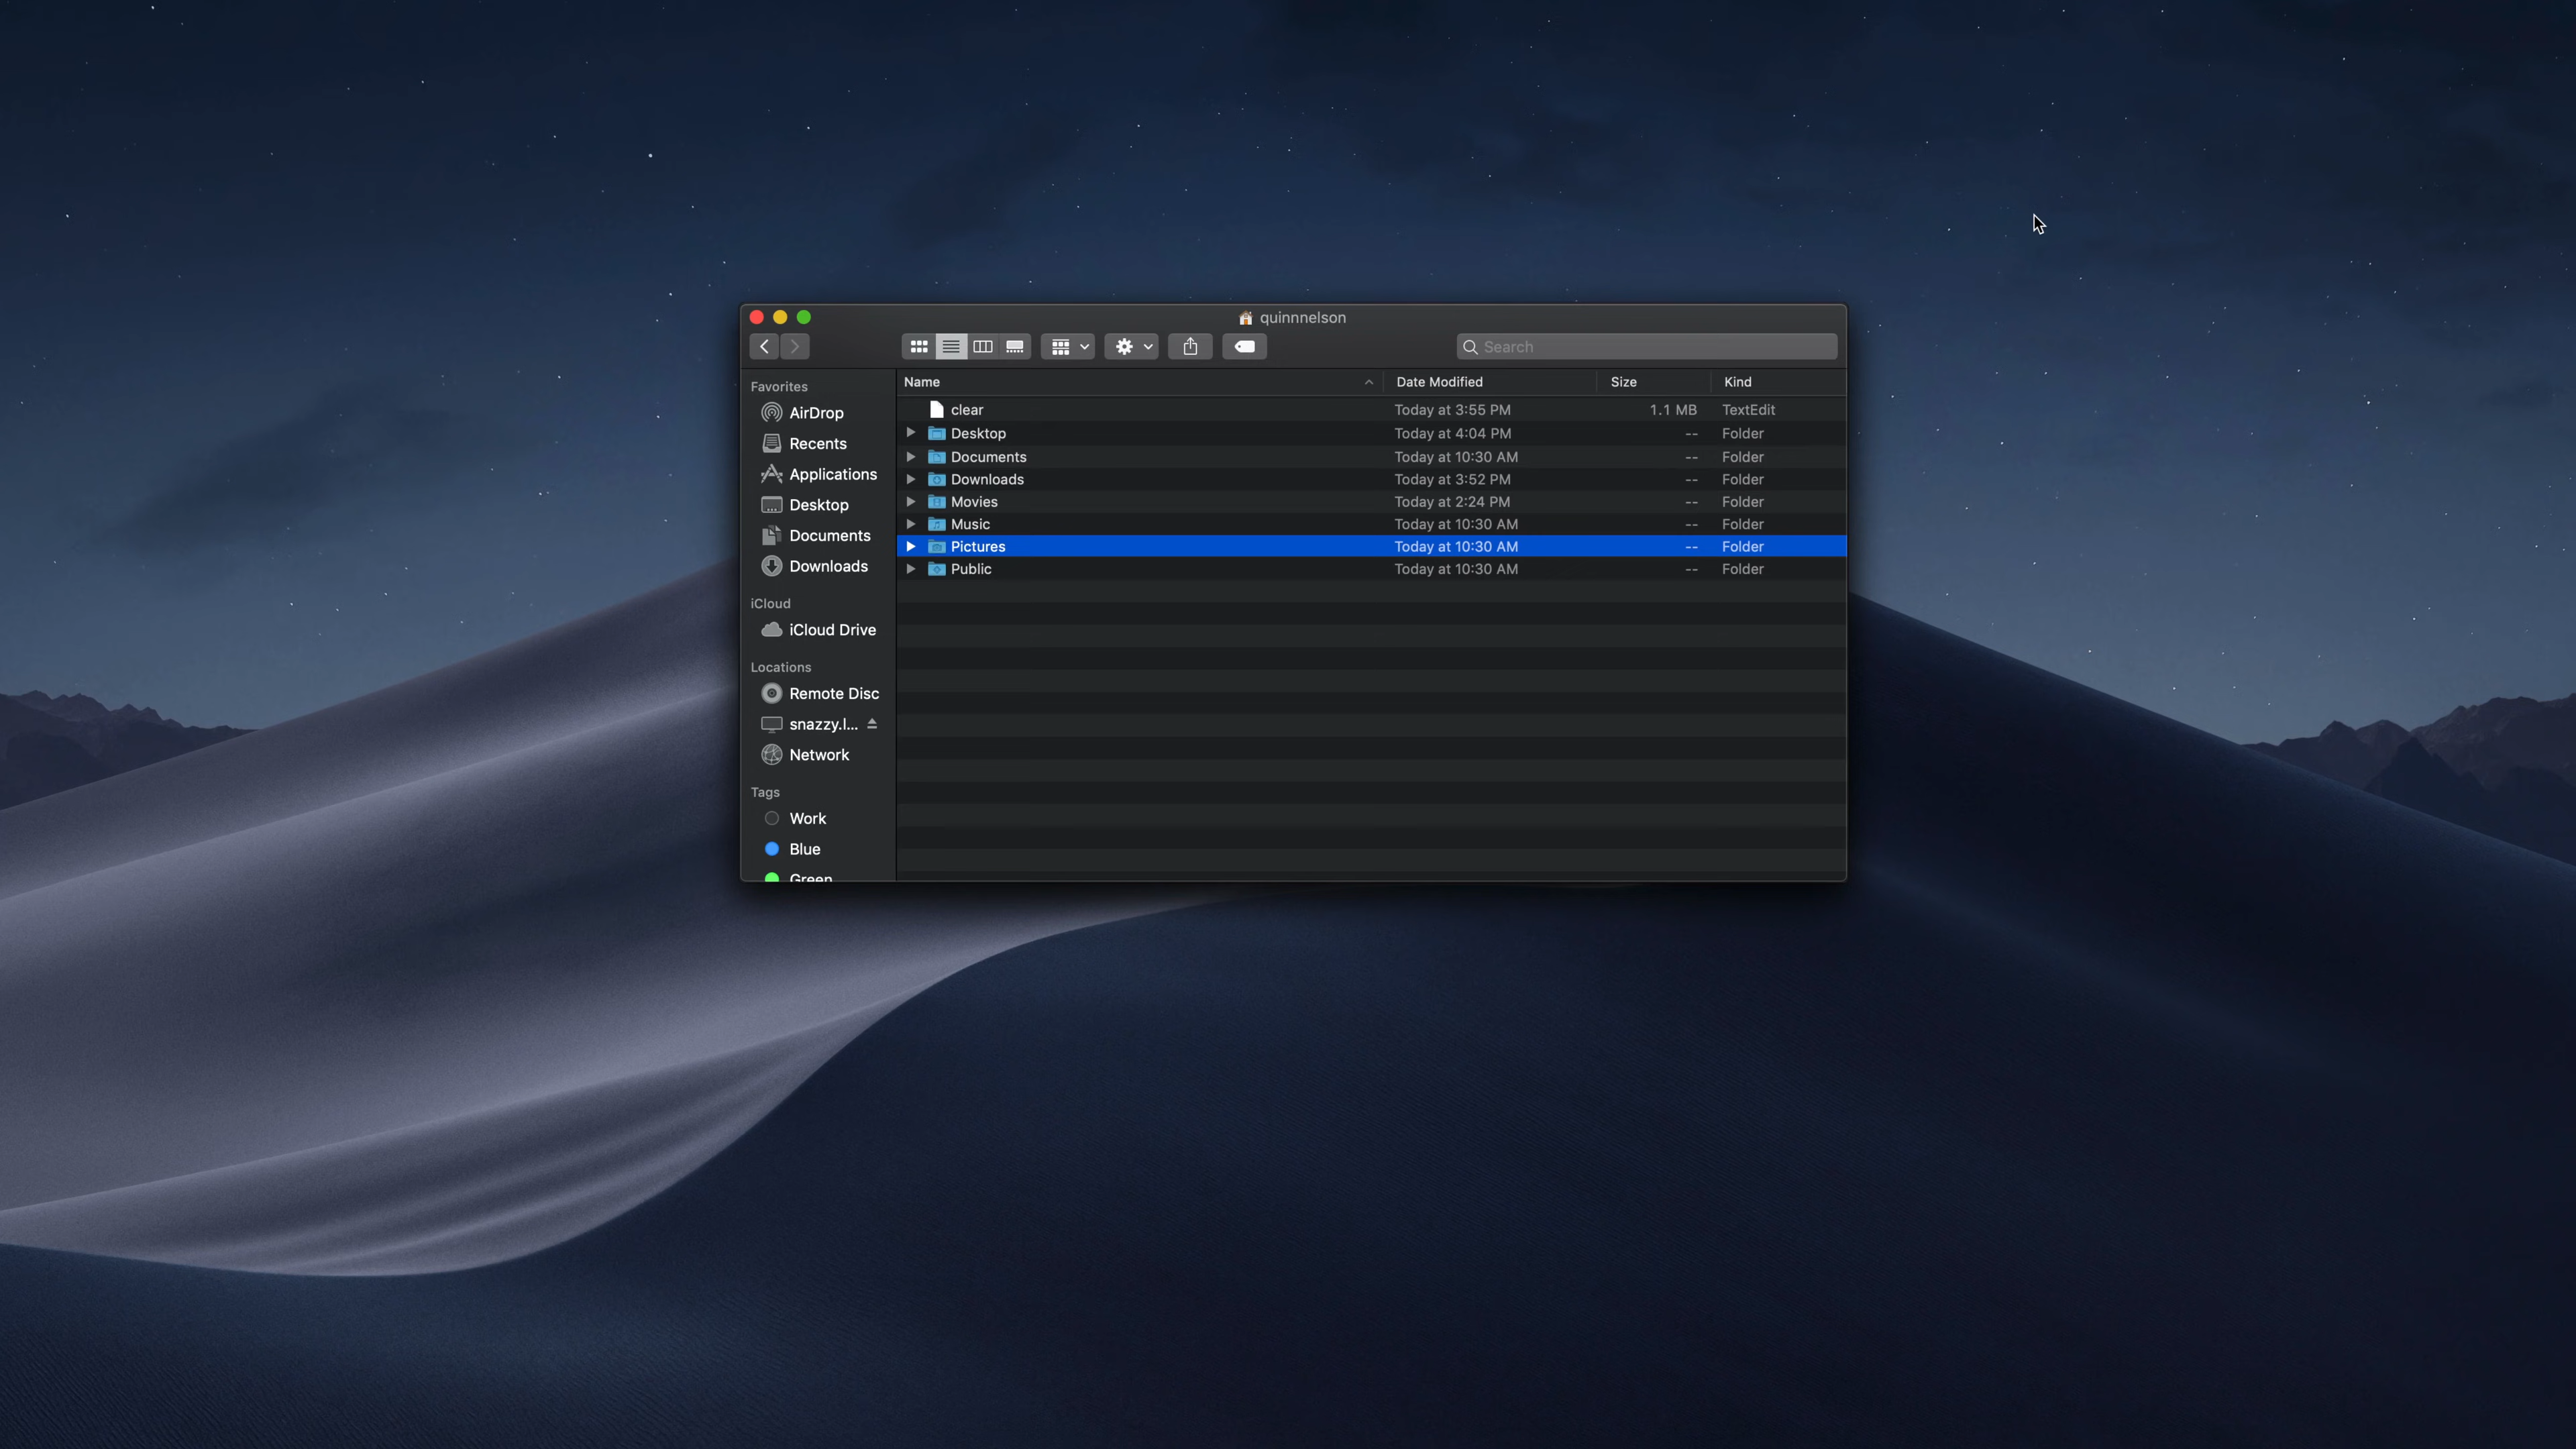 quinnnelson
Search
Favorites
AirDrop
Recents
Applications
Desktop
Documents
Downloads
iCloud
iCloud Drive
Locations
Remote Disc
snazzy.l...
Network
Tags
Work
Blue
Green
Name Date Modified Size Kind
clear Today at 3:55 PM 1.1 MB TextEdit
Desktop Today at 4:04 PM -- Folder
Documents Today at 10:30 AM -- Folder
Downloads Today at 3:52 PM -- Folder
Movies Today at 2:24 PM -- Folder
Music Today at 10:30 AM -- Folder
Pictures Today at 10:30 AM -- Folder
Public Today at 10:30 AM -- Folder